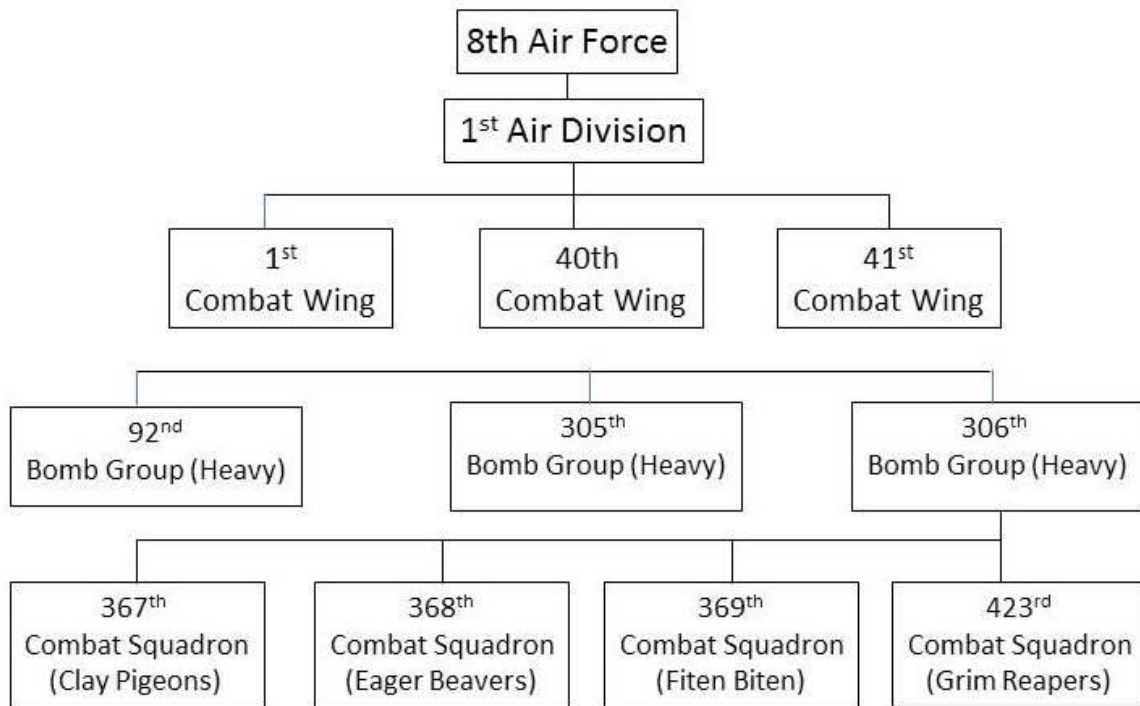 8th Air Force
1st Air Division
1st
Combat Wing
40th
Combat Wing
41st
Combat Wing
92nd
Bomb Group (Heavy)
305th
Bomb Group (Heavy)
306th
Bomb Group (Heavy)
367th
Combat Squadron
(Clay Pigeons)
368th
Combat Squadron
(Eager Beavers)
369th
Combat Squadron
(Fiten Biten)
423rd
Combat Squadron
(Grim Reapers)